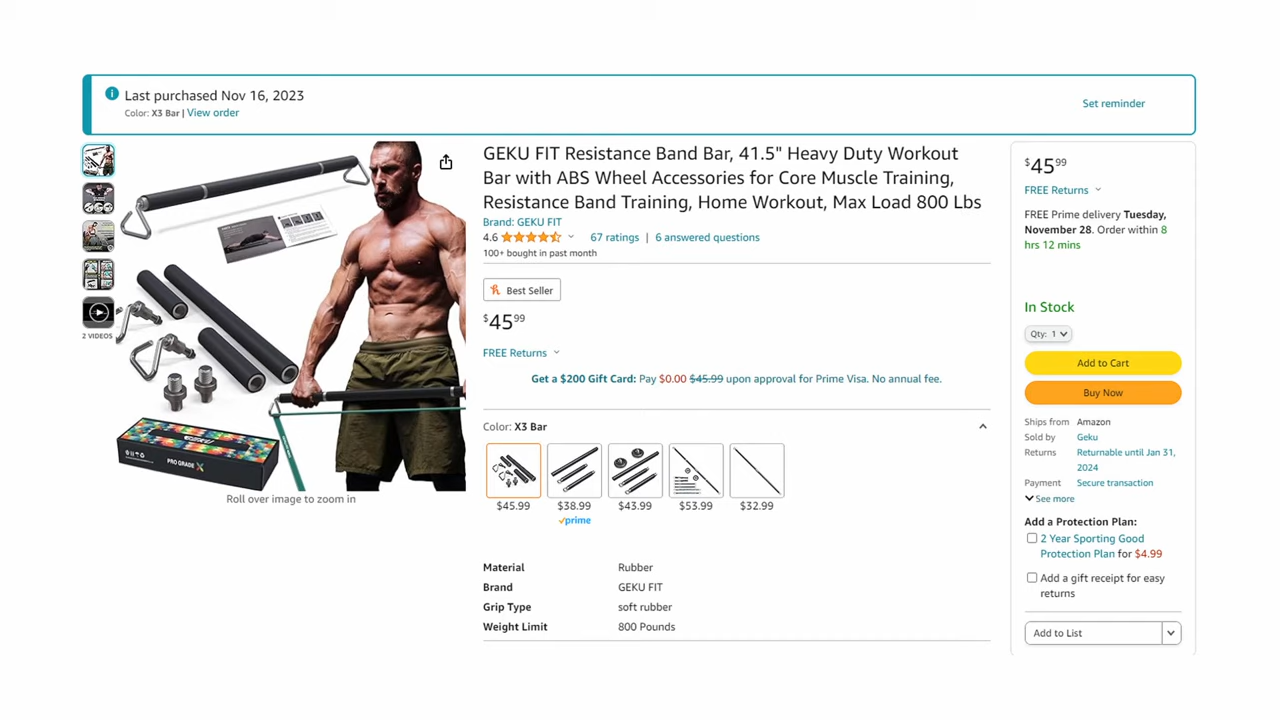 Last purchased Nov 16, 2023
Color: X3 Bar | View order
Set reminder
2 VIDEOS
GEKU
PRO GRADE X
Roll over image to zoom in
GEKU FIT Resistance Band Bar, 41.5" Heavy Duty Workout
Bar with ABS Wheel Accessories for Core Muscle Training,
Resistance Band Training, Home Workout, Max Load 800 Lbs
Brand: GEKU FIT
4.6 67 ratings | 6 answered questions
100+ bought in past month
Best Seller
$4599
FREE Returns
Get a $200 Gift Card: Pay $0.00 $45.99 upon approval for Prime Visa. No annual fee.
Color: X3 Bar
$45.99 $38.99 $43.99 $53.99 $32.99
prime
Material Rubber
Brand GEKU FIT
Grip Type soft rubber
Weight Limit 800 Pounds
$4599
FREE Returns
FREE Prime delivery Tuesday,
November 28. Order within 8
hrs 12 mins
In Stock
Qty: 1
Add to Cart
Buy Now
Ships from Amazon
Sold by Geku
Returns Returnable until Jan 31,
2024
Payment Secure transaction
See more
Add a Protection Plan:
2 Year Sporting Good
Protection Plan for $4.99
Add a gift receipt for easy
returns
Add to List